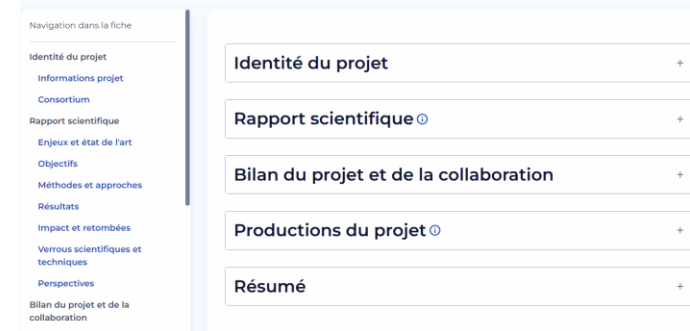 Navigation dans la fiche
Identité du projet
Informations projet
Consortium
Rapport scientifique
Enjeux et état de l'art
Objectifs
Méthodes et approches
Résultats
Impact et retombées
Verrous scientifiques et
techniques
Perspectives
Bilan du projet et de la
collaboration
Identité du projet
Rapport scientifique
Bilan du projet et de la collaboration
Productions du projet
Résumé